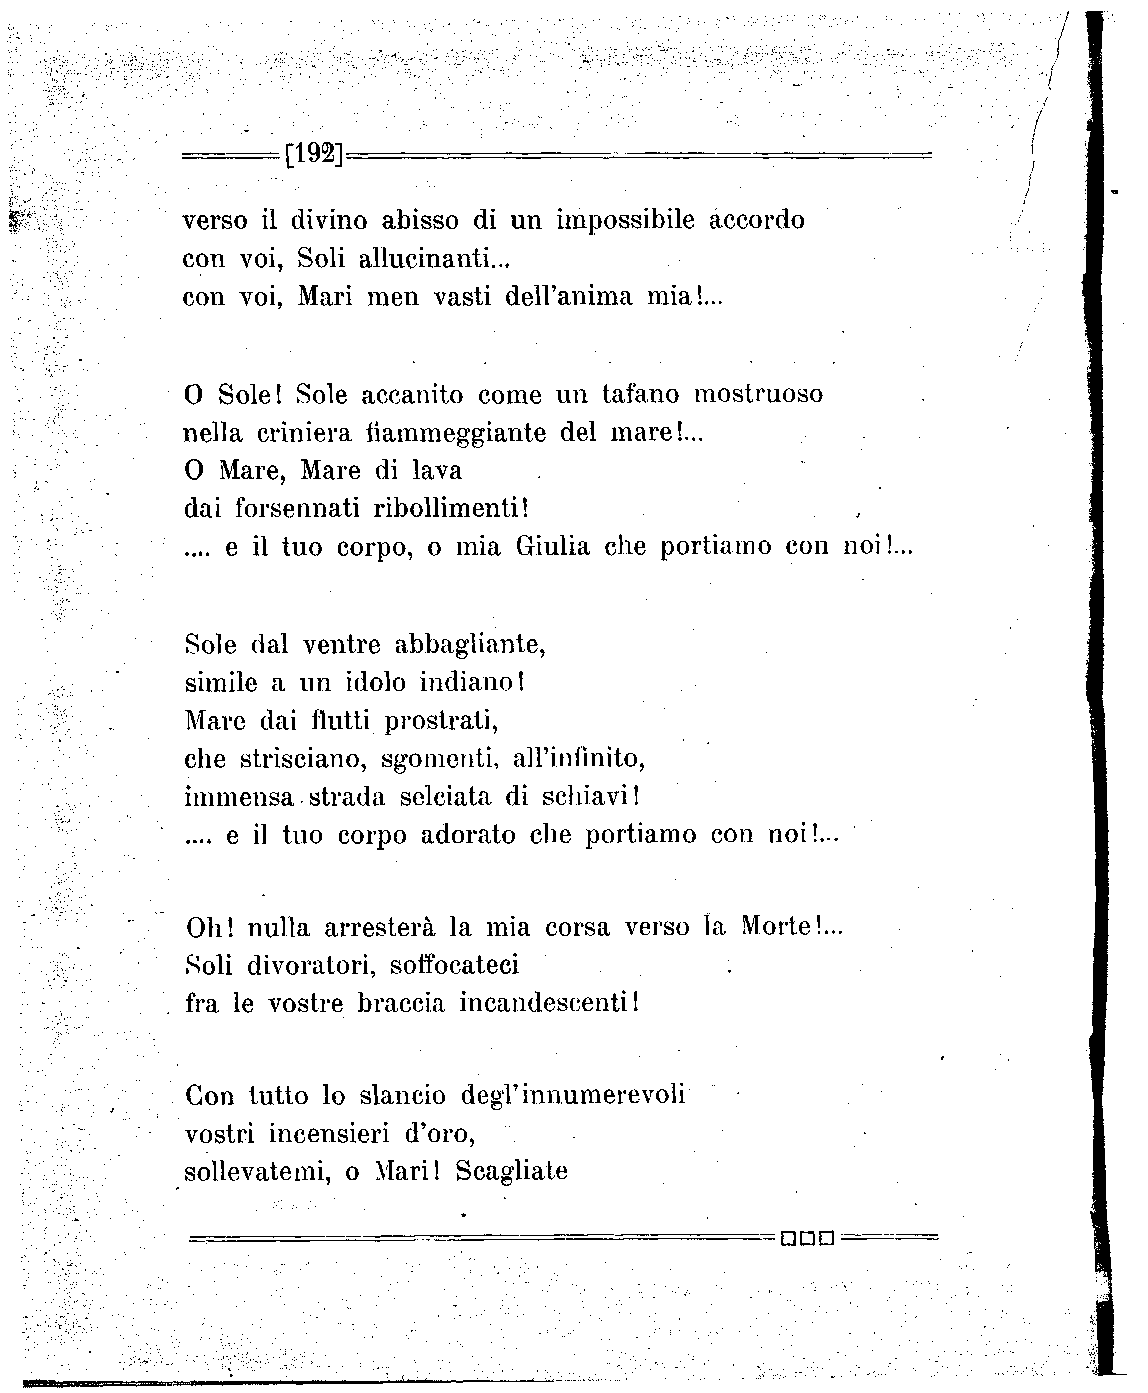 [192]
verso il divino abisso di un impossibile accordo
con voi, Soli allucinanti...
con voi, Mari men vasti dell'anima mia!...
O Sole! Sole accanito come un tafano mostruoso
nella criniera fiammeggiante del mare!...
O Mare, Mare di lava
dai forsennati ribollimenti!
.... e il tuo corpo, o mia Giulia che portiamo con noi!...
Sole dal ventre abbagliante,
simile a un idolo indiano!
Mare dai flutti prostrati,
che strisciano, sgomenti, all'infinito,
immensa strada selciata di schiavi!
.... e il tuo corpo adorato che portiamo con noi!...
Oh! nulla arresterà la mia corsa verso la Morte!...
Soli divoratori, soffocateci
fra le vostre braccia incandescenti!
Con tutto lo slancio degl'innumerevoli
vostri incensieri d'oro,
sollevatemi, o Mari! Scagliate